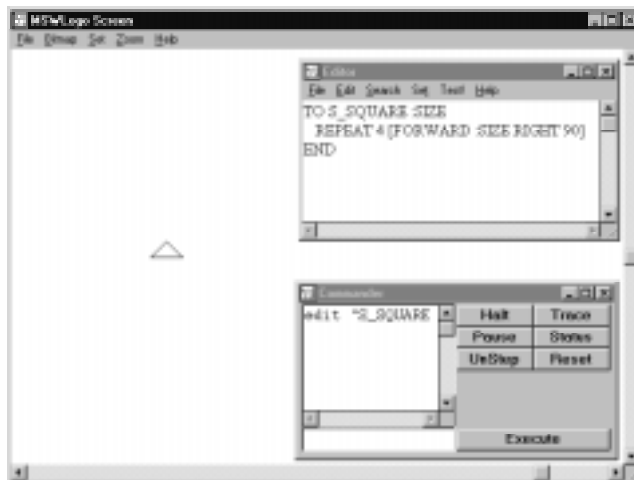 MSWLogo Screen
File Bitmap Set Zoom Help
Editor
File Edit Search Set Test! Help
TO S_SQUARE :SIZE
REPEAT 4 [FORWARD :SIZE RIGHT 90]
END
Commander
edit "S_SQUARE
Halt Trace
Pause Status
UnStep Reset
Execute